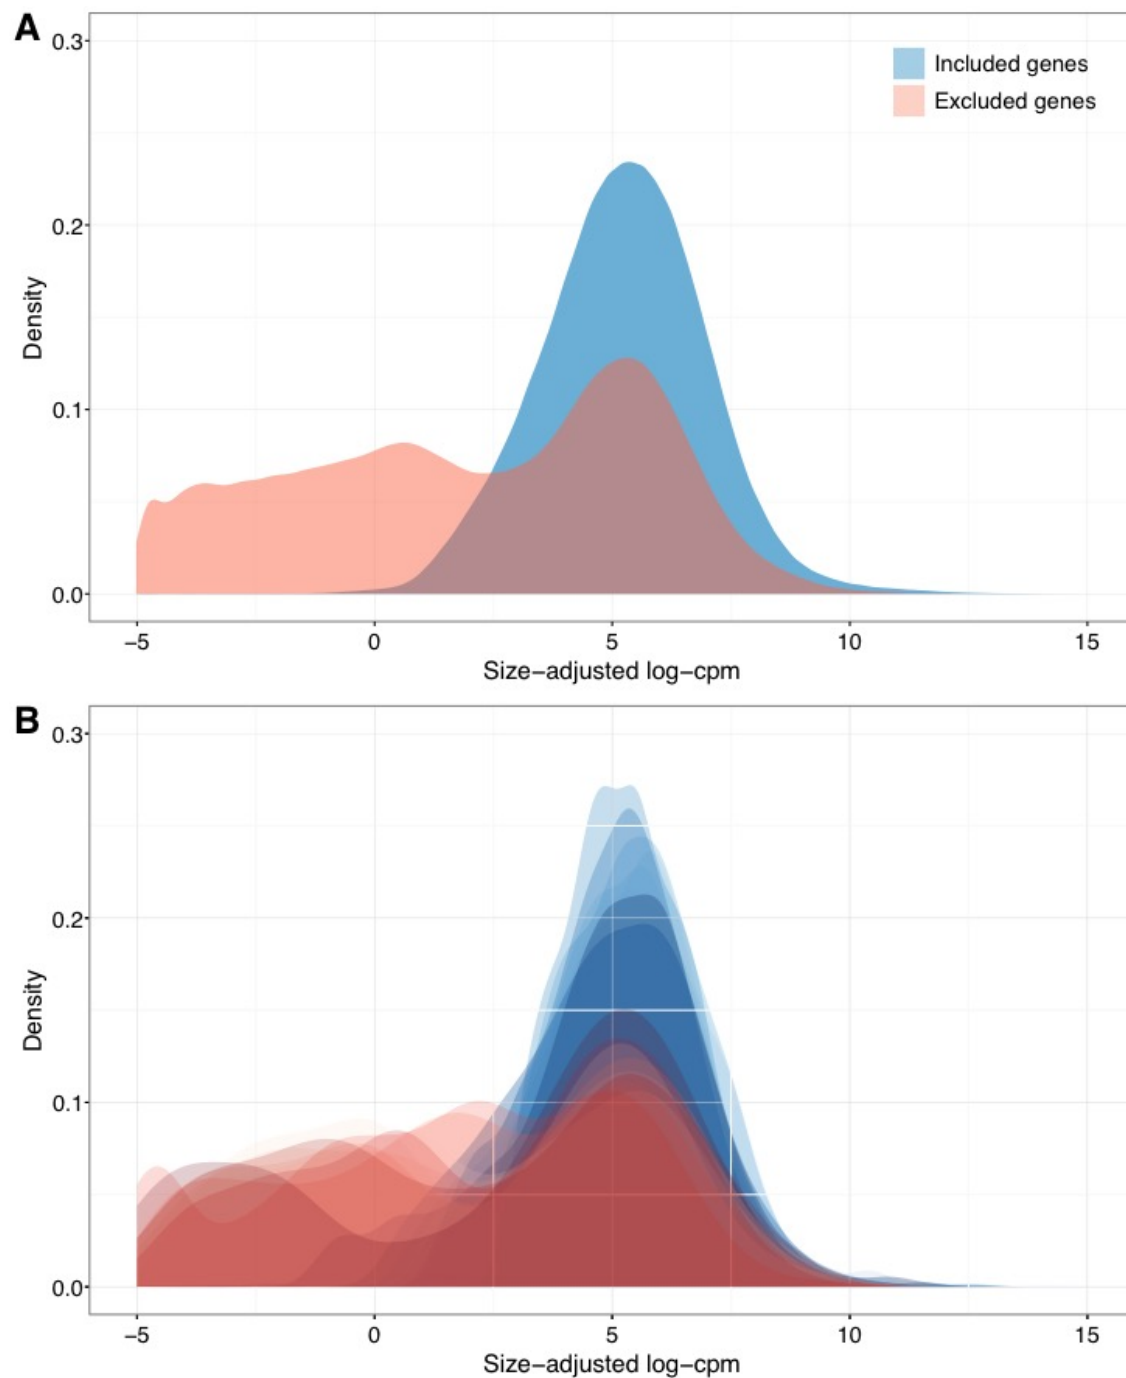 A
0.3
Included genes
Excluded genes
0.2
Density
0.1
0.0
−5 0 5 10 15
Size−adjusted log−cpm
B
0.3
0.2
Density
0.1
0.0
−5 0 5 10 15
Size−adjusted log−cpm